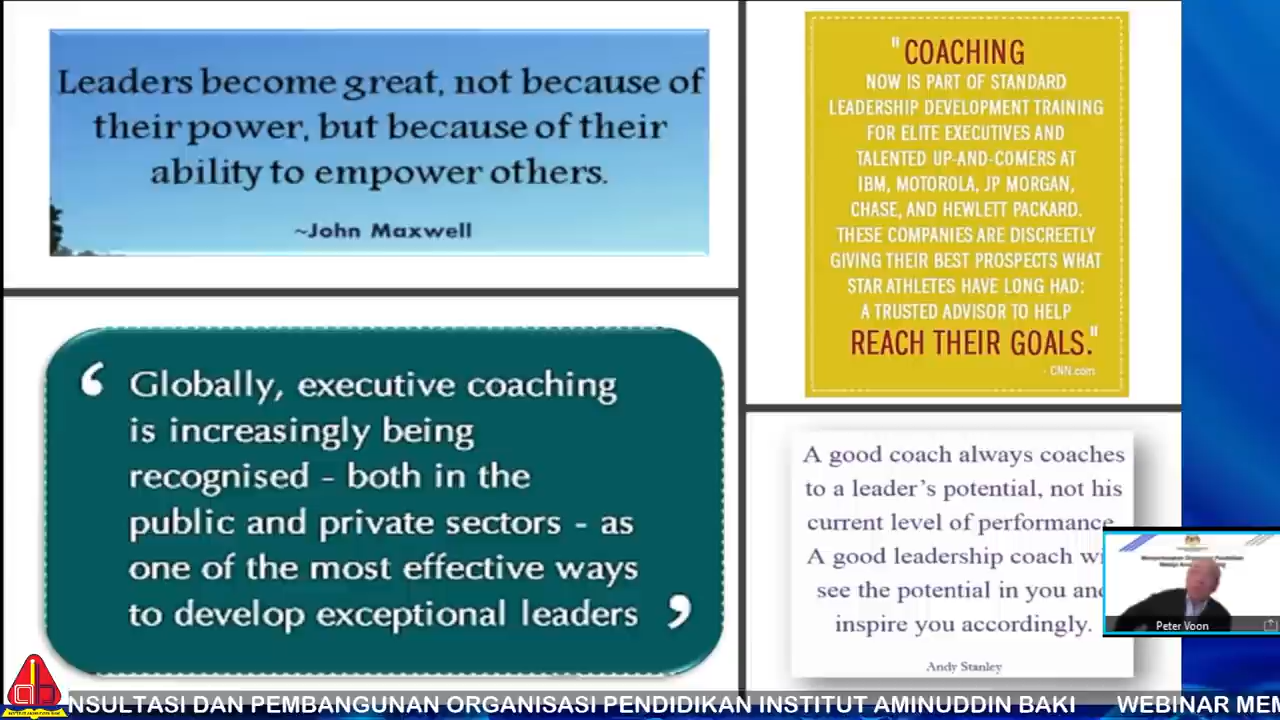 Leaders become great, not because of
their power, but because of their
ability to empower others.
~John Maxwell
" COACHING
NOW IS PART OF STANDARD
LEADERSHIP DEVELOPMENT TRAINING
FOR ELITE EXECUTIVES AND
TALENTED UP-AND-COMERS AT
IBM, MOTOROLA, JP MORGAN,
CHASE, AND HEWLETT PACKARD.
THESE COMPANIES ARE DISCREETLY
GIVING THEIR BEST PROSPECTS WHAT
STAR ATHLETES HAVE LONG HAD:
A TRUSTED ADVISOR TO HELP
REACH THEIR GOALS."
- CNN.com
‘ Globally, executive coaching
is increasingly being
recognised - both in the
public and private sectors - as
one of the most effective ways
to develop exceptional leaders ’
A good coach always coaches
to a leader’s potential, not his
current level of performance.
A good leadership coach wi
see the potential in you and
inspire you accordingly.
Andy Stanley
Peter Voon
NSULTASI DAN PEMBANGUNAN ORGANISASI PENDIDIKAN INSTITUT AMINUDDIN BAKI WEBINAR MEM